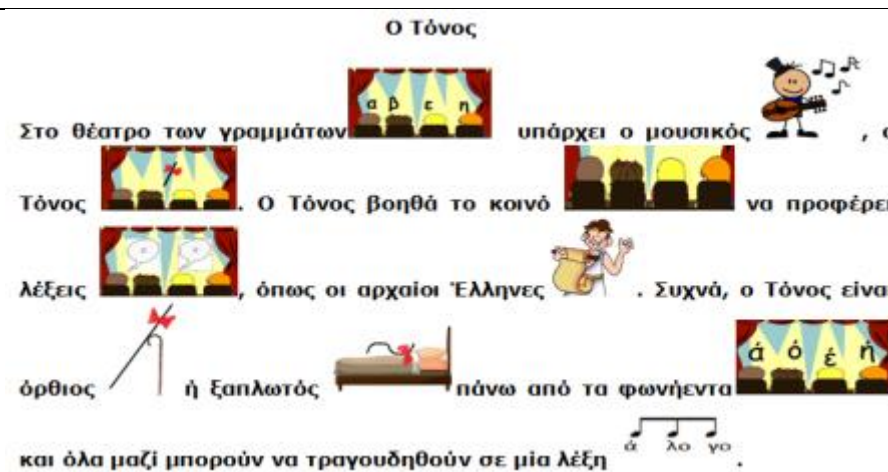 Ο Τόνος
α β ε η
Στο θέατρο των γραμμάτων υπάρχει ο μουσικός , ο
Τόνος . Ο Τόνος βοηθά το κοινό να προφέρει
λέξεις , όπως οι αρχαίοι Έλληνες . Συχνά, ο Τόνος είναι
ά ό έ ή
όρθιος ή ξαπλωτός πάνω από τα φωνήεντα
και όλα μαζί μπορούν να τραγουδηθούν σε μία λέξη ά λο γο .